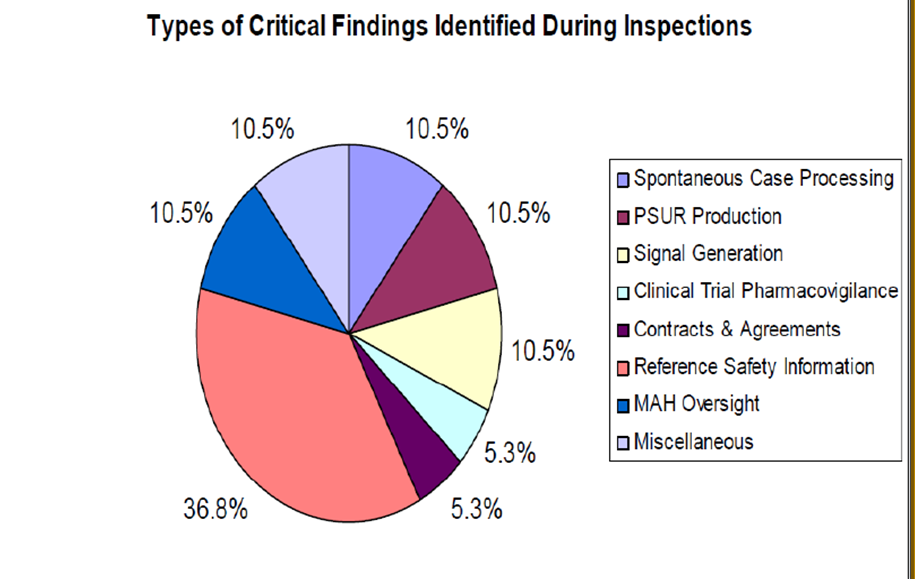 Types of Critical Findings Identified During Inspections
10.5%
10.5%
10.5%
10.5%
10.5%
5.3%
5.3%
36.8%
Spontaneous Case Processing
PSUR Production
Signal Generation
Clinical Trial Pharmacovigilance
Contracts & Agreements
Reference Safety Information
MAH Oversight
Miscellaneous